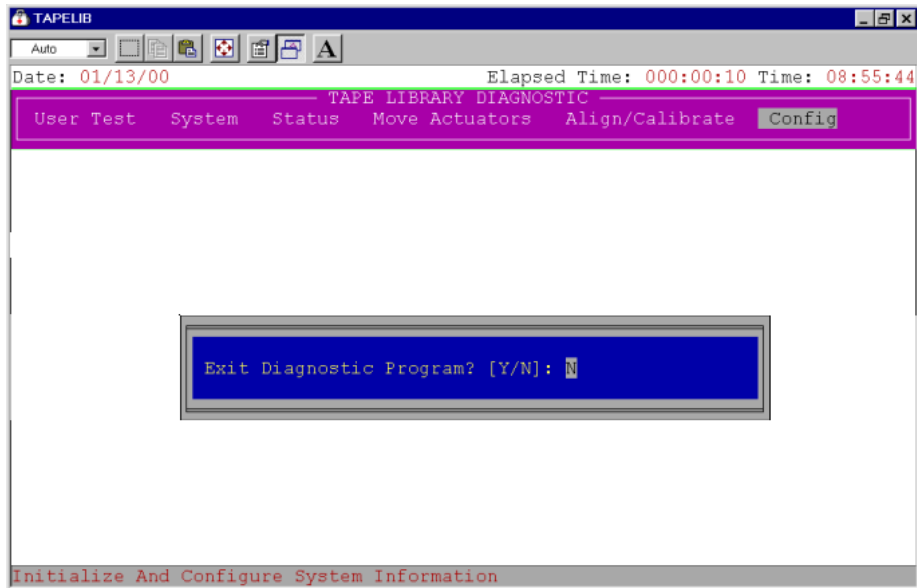 TAPELIB
Auto A
Date: 01/13/00 Elapsed Time: 000:00:10 Time: 08:55:44
TAPE LIBRARY DIAGNOSTIC
User Test System Status Move Actuators Align/Calibrate Config
Exit Diagnostic Program? [Y/N]: N
Initialize And Configure System Information